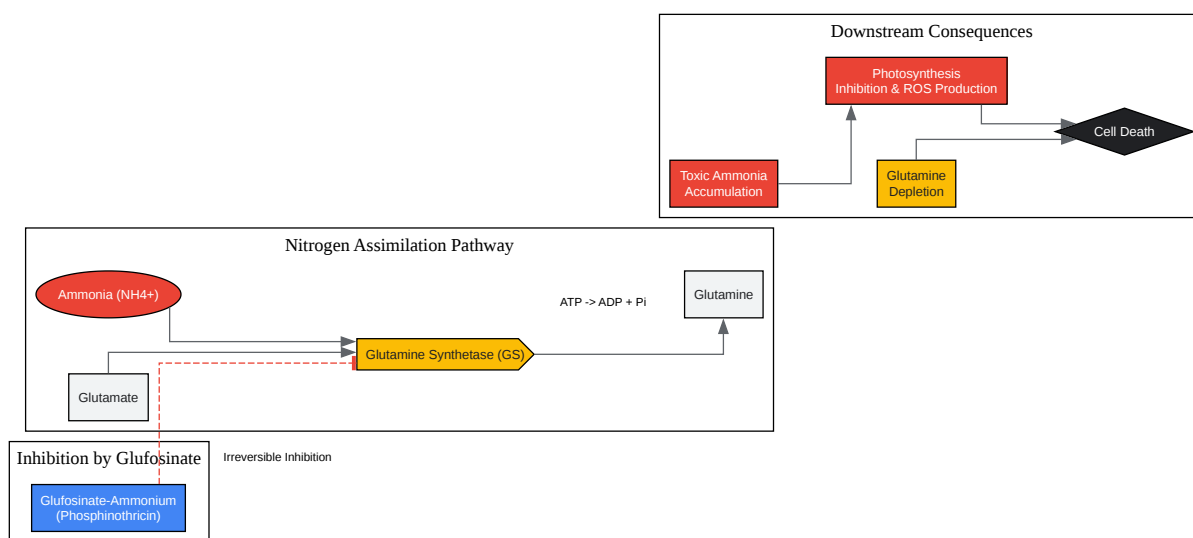 Downstream Consequences
Photosynthesis
Inhibition & ROS Production
Cell Death
Toxic Ammonia
Accumulation
Glutamine
Depletion
Nitrogen Assimilation Pathway
Ammonia (NH4+)
ATP -> ADP + Pi
Glutamine
Glutamine Synthetase (GS)
Glutamate
Inhibition by Glufosinate
Irreversible Inhibition
Glufosinate-Ammonium
(Phosphinothricin)